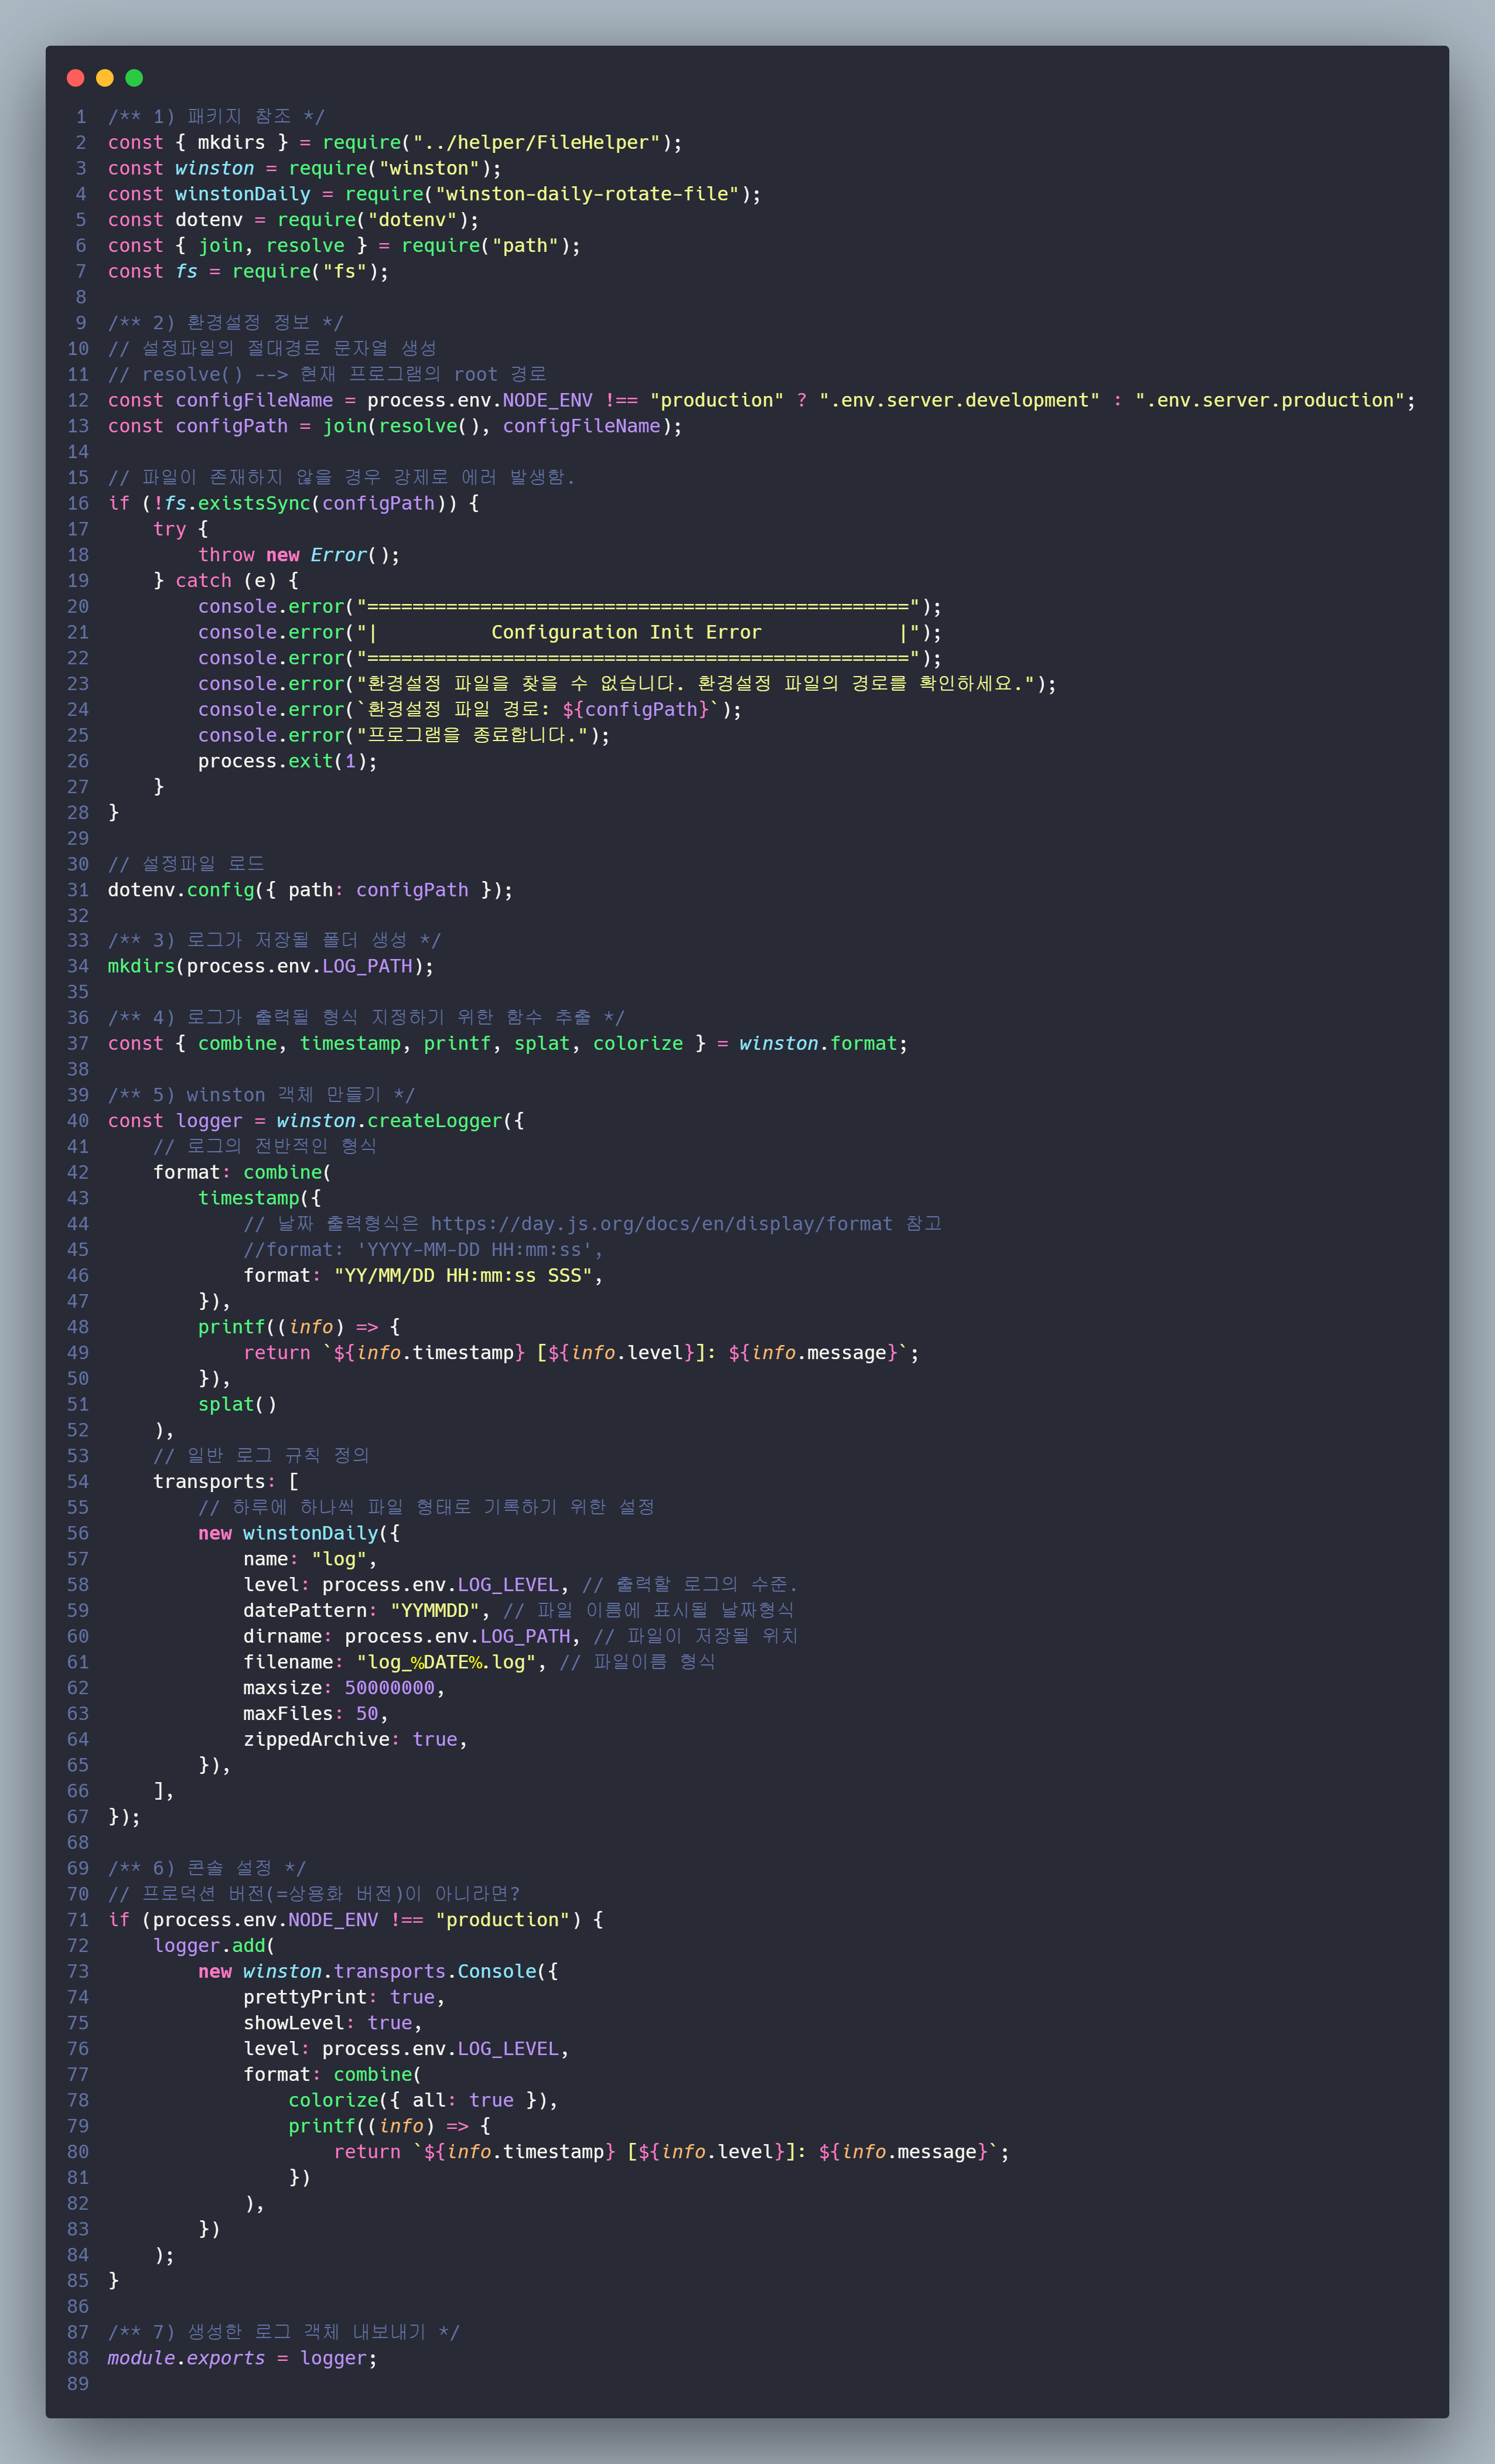 1 /** 1) 패키지 참조 */
2 const { mkdirs } = require("../helper/FileHelper");
3 const winston = require("winston");
4 const winstonDaily = require("winston-daily-rotate-file");
5 const dotenv = require("dotenv");
6 const { join, resolve } = require("path");
7 const fs = require("fs");
8
9 /** 2) 환경설정 정보 */
10 // 설정파일의 절대경로 문자열 생성
11 // resolve() --> 현재 프로그램의 root 경로
12 const configFileName = process.env.NODE_ENV !== "production" ? ".env.server.development" : ".env.server.production";
13 const configPath = join(resolve(), configFileName);
14
15 // 파일이 존재하지 않을 경우 강제로 에러 발생함.
16 if (!fs.existsSync(configPath)) {
17     try {
18         throw new Error();
19     } catch (e) {
20         console.error("================================================");
21         console.error("|          Configuration Init Error            |");
22         console.error("================================================");
23         console.error("환경설정 파일을 찾을 수 없습니다. 환경설정 파일의 경로를 확인하세요.");
24         console.error(`환경설정 파일 경로: ${configPath}`);
25         console.error("프로그램을 종료합니다.");
26         process.exit(1);
27     }
28 }
29
30 // 설정파일 로드
31 dotenv.config({ path: configPath });
32
33 /** 3) 로그가 저장될 폴더 생성 */
34 mkdirs(process.env.LOG_PATH);
35
36 /** 4) 로그가 출력될 형식 지정하기 위한 함수 추출 */
37 const { combine, timestamp, printf, splat, colorize } = winston.format;
38
39 /** 5) winston 객체 만들기 */
40 const logger = winston.createLogger({
41     // 로그의 전반적인 형식
42     format: combine(
43         timestamp({
44             // 날짜 출력형식은 https://day.js.org/docs/en/display/format 참고
45             //format: 'YYYY-MM-DD HH:mm:ss',
46             format: "YY/MM/DD HH:mm:ss SSS",
47         }),
48         printf((info) => {
49             return `${info.timestamp} [${info.level}]: ${info.message}`;
50         }),
51         splat()
52     ),
53     // 일반 로그 규칙 정의
54     transports: [
55         // 하루에 하나씩 파일 형태로 기록하기 위한 설정
56         new winstonDaily({
57             name: "log",
58             level: process.env.LOG_LEVEL, // 출력할 로그의 수준.
59             datePattern: "YYMMDD", // 파일 이름에 표시될 날짜형식
60             dirname: process.env.LOG_PATH, // 파일이 저장될 위치
61             filename: "log_%DATE%.log", // 파일이름 형식
62             maxsize: 50000000,
63             maxFiles: 50,
64             zippedArchive: true,
65         }),
66     ],
67 });
68
69 /** 6) 콘솔 설정 */
70 // 프로덕션 버전(=상용화 버전)이 아니라면?
71 if (process.env.NODE_ENV !== "production") {
72     logger.add(
73         new winston.transports.Console({
74             prettyPrint: true,
75             showLevel: true,
76             level: process.env.LOG_LEVEL,
77             format: combine(
78                 colorize({ all: true }),
79                 printf((info) => {
80                     return `${info.timestamp} [${info.level}]: ${info.message}`;
81                 })
82             ),
83         })
84     );
85 }
86
87 /** 7) 생성한 로그 객체 내보내기 */
88 module.exports = logger;
89